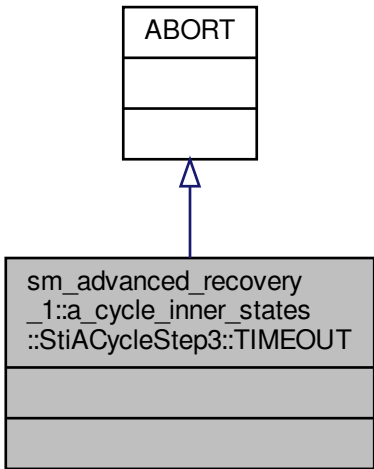 ABORT
sm_advanced_recovery
_1::a_cycle_inner_states
::StiACycleStep3::TIMEOUT